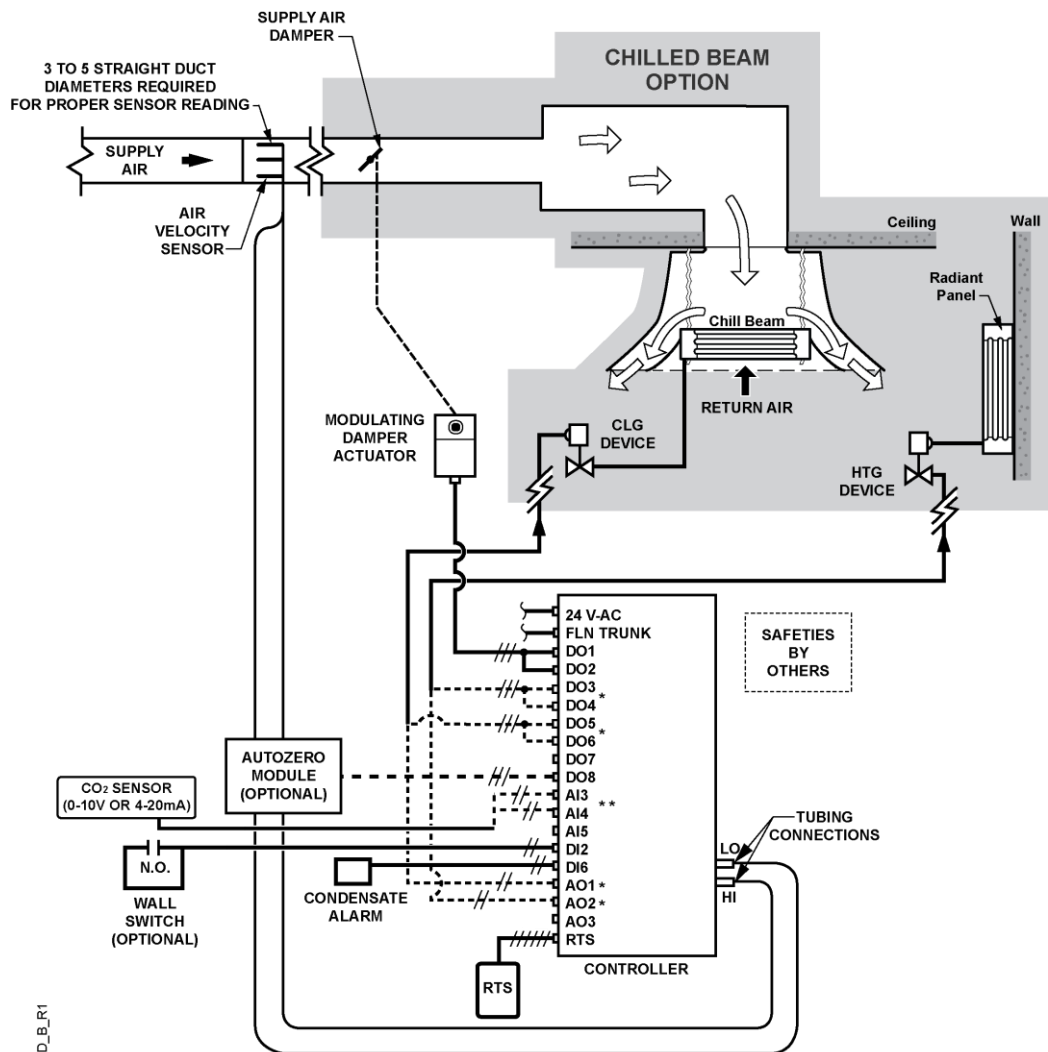 SUPPLY AIR
DAMPER
3 TO 5 STRAIGHT DUCT
DIAMETERS REQUIRED
FOR PROPER SENSOR READING
CHILLED BEAM
OPTION
SUPPLY
AIR
AIR
VELOCITY
SENSOR
Ceiling
Wall
Radiant
Panel
Chill Beam
RETURN AIR
MODULATING
DAMPER
ACTUATOR
CLG
DEVICE
HTG
DEVICE
24 V-AC
FLN TRUNK
DO1
DO2
DO3
*
DO4
DO5
*
DO6
DO7
DO8
AI3
* *
AI4
AI5
DI2
DI6
AO1 *
AO2 *
AO3
RTS
SAFETIES
BY
OTHERS
AUTOZERO
MODULE
(OPTIONAL)
CO₂ SENSOR
(0-10V OR 4-20mA)
N.O.
WALL
SWITCH
(OPTIONAL)
CONDENSATE
ALARM
TUBING
CONNECTIONS
LO
HI
CONTROLLER
RTS
D_B_R1